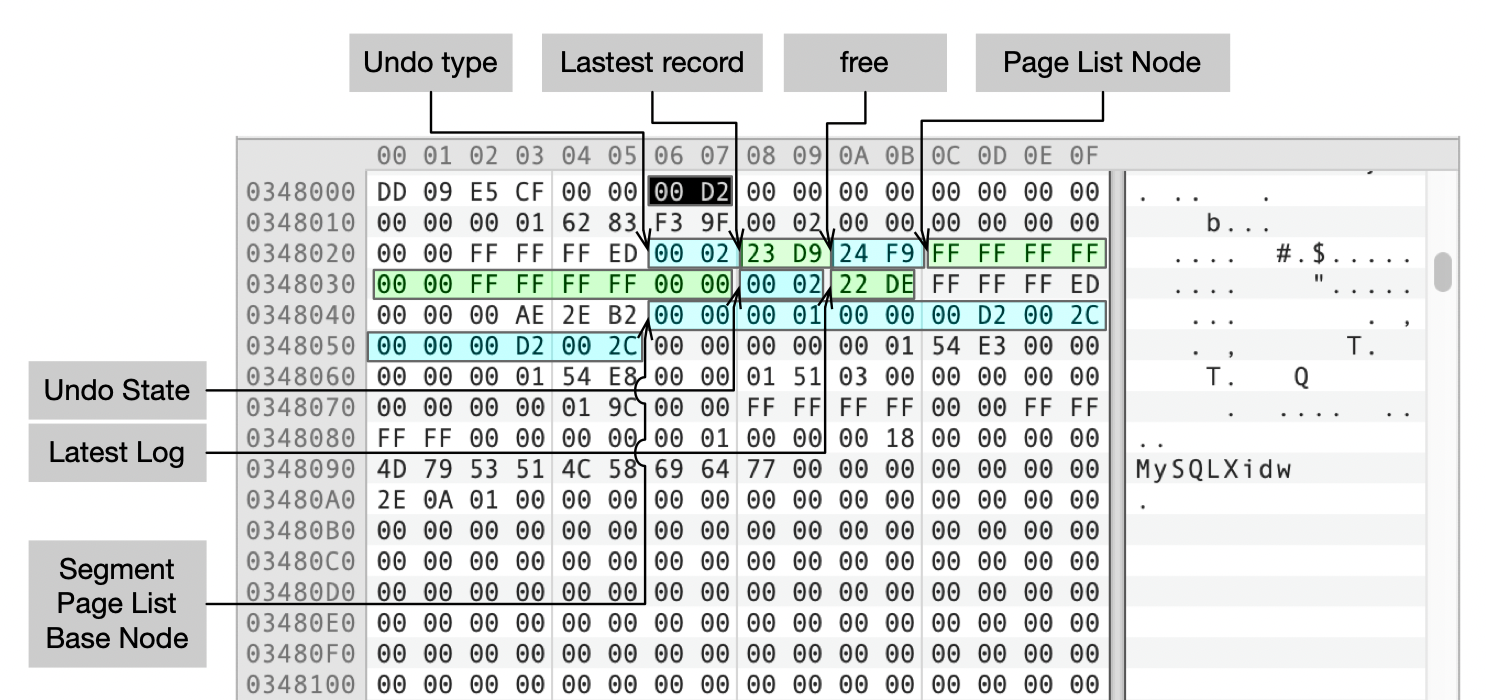 Undo type
Lastest record
free
Page List Node
00 01 02 03 04 05 06 07 08 09 0A 0B 0C 0D 0E 0F
0348000 DD 09 E5 CF 00 00 00 D2 00 00 00 00 00 00 00 00 . .. .
0348010 00 00 00 01 62 83 F3 9F 00 02 00 00 00 00 00 00 b...
0348020 00 00 FF FF FF ED 00 02 23 D9 24 F9 FF FF FF FF .... #.$.....
0348030 00 00 FF FF FF FF 00 00 00 02 22 DE FF FF FF ED .... ".....
0348040 00 00 00 AE 2E B2 00 00 00 01 00 00 00 D2 00 2C ... . ,
0348050 00 00 00 D2 00 2C 00 00 00 00 00 01 54 E3 00 00 . , T.
0348060 00 00 00 01 54 E8 00 00 01 51 03 00 00 00 00 00 T. Q
0348070 00 00 00 00 01 9C 00 00 FF FF FF FF 00 00 FF FF . .... ..
0348080 FF FF 00 00 00 00 00 01 00 00 00 18 00 00 00 00 ..
0348090 4D 79 53 51 4C 58 69 64 77 00 00 00 00 00 00 00 MySQLXidw
03480A0 2E 0A 01 00 00 00 00 00 00 00 00 00 00 00 00 00 .
03480B0 00 00 00 00 00 00 00 00 00 00 00 00 00 00 00 00
03480C0 00 00 00 00 00 00 00 00 00 00 00 00 00 00 00 00
03480D0 00 00 00 00 00 00 00 00 00 00 00 00 00 00 00 00
03480E0 00 00 00 00 00 00 00 00 00 00 00 00 00 00 00 00
03480F0 00 00 00 00 00 00 00 00 00 00 00 00 00 00 00 00
0348100 00 00 00 00 00 00 00 00 00 00 00 00 00 00 00 00
Undo State
Latest Log
Segment
Page List
Base Node